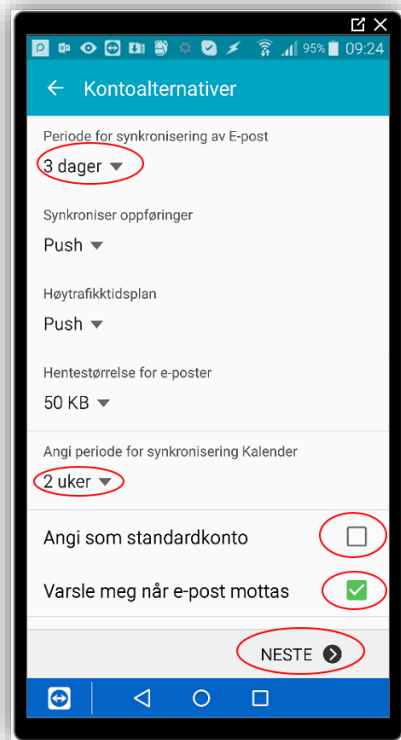 95% 09:24
Kontoalternativer
Periode for synkronisering av E-post
3 dager
Synkroniser oppføringer
Push
Høytrafikktidsplan
Push
Hentestørrelse for e-poster
50 KB
Angi periode for synkronisering Kalender
2 uker
Angi som standardkonto
Varsle meg når e-post mottas
NESTE